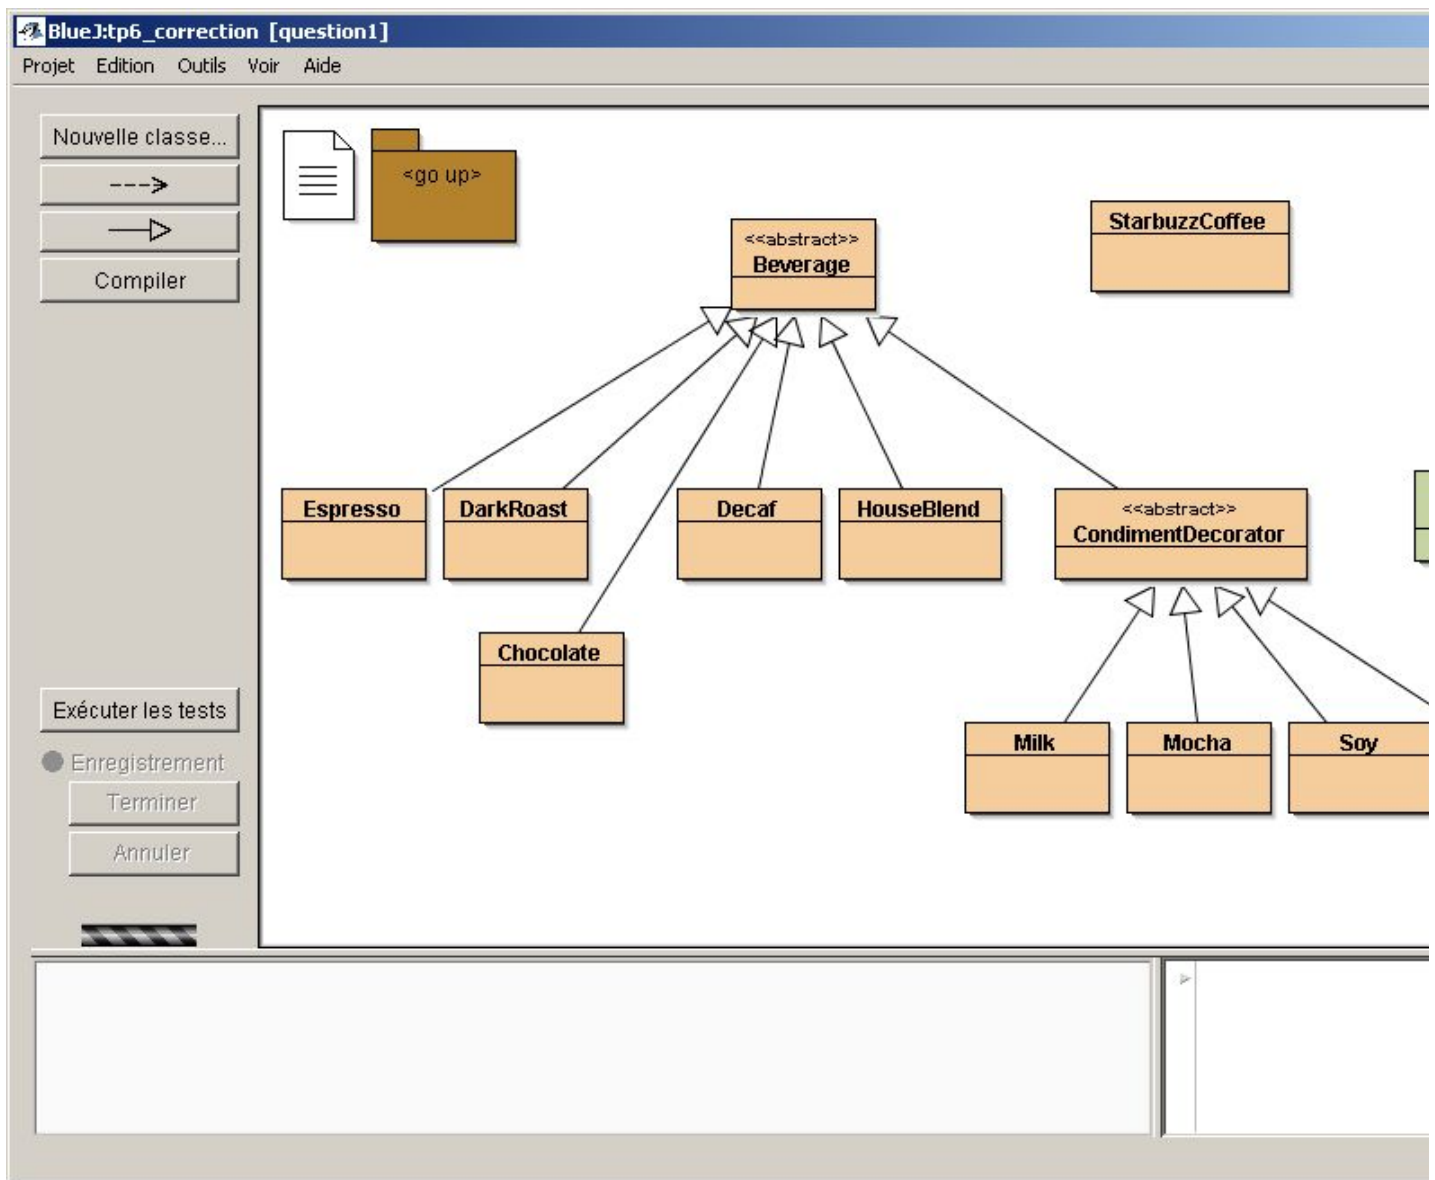 BlueJ:tp6_correction [question1]
Projet Edition Outils Voir Aide
Nouvelle classe...
Compiler
<go up>
<<abstract>>
Beverage
StarbuzzCoffee
Espresso
DarkRoast
Decaf
HouseBlend
<<abstract>>
CondimentDecorator
Chocolate
Milk
Mocha
Soy
Exécuter les tests
Enregistrement
Terminer
Annuler